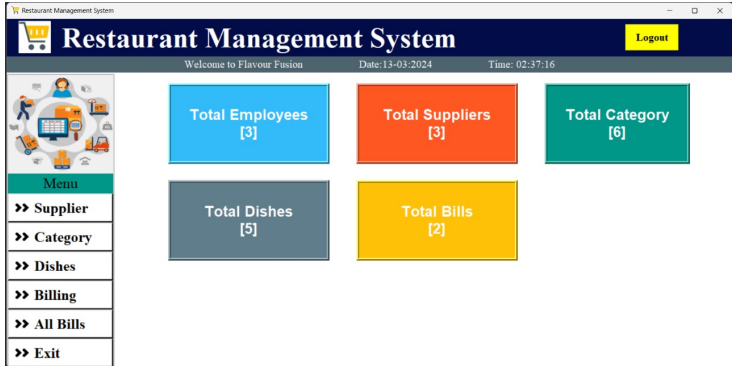 Restaurant Management System
Restaurant Management System
Logout
Welcome to Flavour Fusion Date:13-03:2024 Time: 02:37:16
Total Employees
[3]
Total Suppliers
[3]
Total Category
[6]
Menu
Supplier
Category
Dishes
Billing
All Bills
Exit
Total Dishes
[5]
Total Bills
[2]